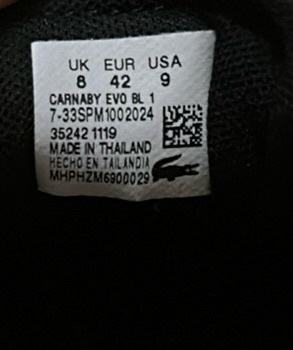 UK EUR USA
8 42 9
CARNABY EVO BL 1
7-33SPM1002024
35242 1119
MADE IN THAILAND
HECHO EN TAILANDIA
MHPHZM6900029